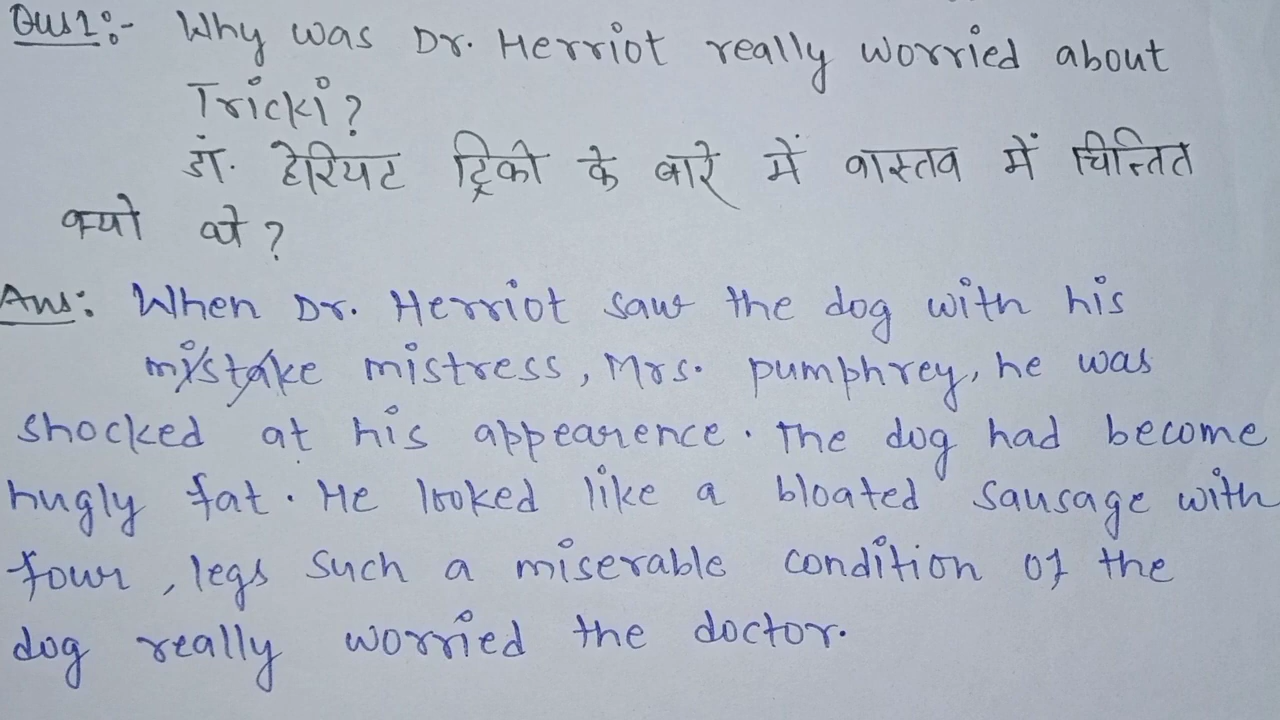 Qus1:- Why was Dr. Herriot really worried about
Tricki?
डॉ. हेरियट ट्रिकी के बारे में वास्तव में चिन्तित
क्यो थे?
Ans: When Dr. Herriot saw the dog with his
mistake mistress, Mrs. pumphrey, he was
shocked at his appearence. The dog had become
hugly fat. He looked like a bloated sausage with
four, legs such a miserable condition of the
dog really worried the doctor.